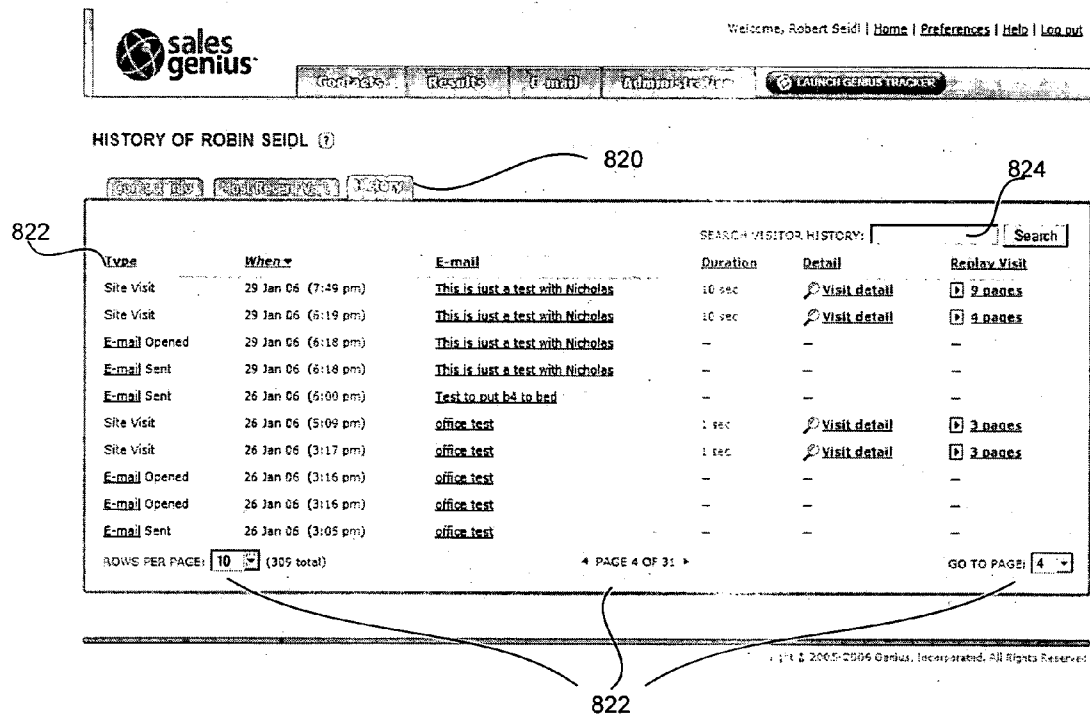 Welcome, Robert Seidl | Home | Preferences | Help | Log out
sales genius
Contacts Results E-mail Administration LAUNCH GENIUS TRACKER
HISTORY OF ROBIN SEIDL ?
820
824
Contact Info Most Recent Visit History
822
SEARCH VISITOR HISTORY: Search
Type When E-mail Duration Detail Replay Visit
Site Visit 29 Jan 06 (7:49 pm) This is just a test with Nicholas 10 sec Visit detail 9 pages
Site Visit 29 Jan 06 (6:19 pm) This is just a test with Nicholas 10 sec Visit detail 4 pages
E-mail Opened 29 Jan 06 (6:18 pm) This is just a test with Nicholas – – –
E-mail Sent 29 Jan 06 (6:18 pm) This is just a test with Nicholas – – –
E-mail Sent 26 Jan 06 (6:00 pm) Test to put b4 to bed – – –
Site Visit 26 Jan 06 (5:09 pm) office test 1 sec Visit detail 3 pages
Site Visit 26 Jan 06 (3:17 pm) office test 1 sec Visit detail 3 pages
E-mail Opened 26 Jan 06 (3:16 pm) office test – – –
E-mail Opened 26 Jan 06 (3:16 pm) office test – – –
E-mail Sent 26 Jan 06 (3:05 pm) office test – – –
ROWS PER PAGE: 10 (309 total) PAGE 4 OF 31 GO TO PAGE: 4
2005-2006 Genius, Incorporated. All Rights Reserved
822